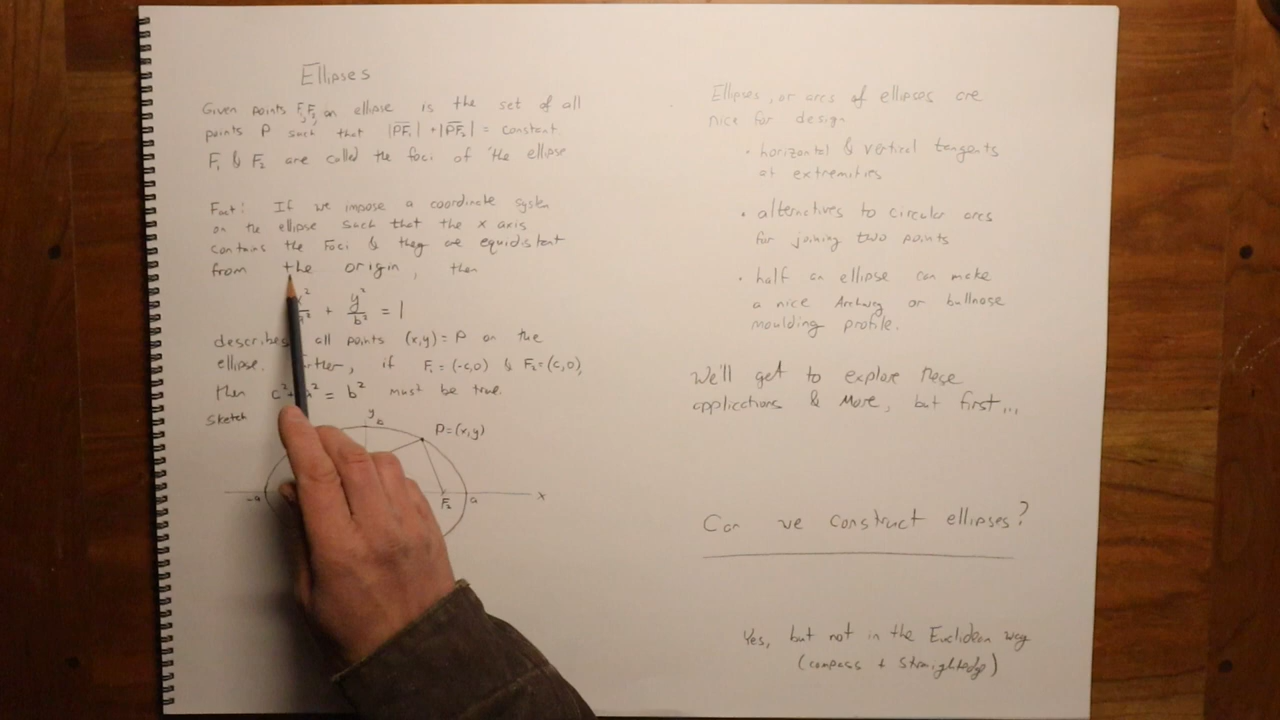 Ellipses
Given points F₁, F₂, an ellipse is the set of all
points P such that |PF₁| + |PF₂| = constant.
F₁ & F₂ are called the foci of the ellipse
Fact: If we impose a coordinate system
on the ellipse such that the x axis
contains the Foci & they are equidistant
from the origin, then
x²/a² + y²/b² = 1
describes all points (x,y) = P on the
ellipse. if F₁ = (-c,0) & F₂ = (c,0),
then c² a² = b² must be true.
Sketch
y
b
P=(x,y)
-a
F₂
a
x
Ellipses, or arcs of ellipses are
nice for design
• horizontal & vertical tangents
at extremities
• alternatives to circular arcs
for joining two points
• half an ellipse can make
a nice Archway or bullnose
moulding profile.
We'll get to explore these
applications & More, but first...
Can we construct ellipses?
Yes, but not in the Euclidean way
(compass + straightedge)